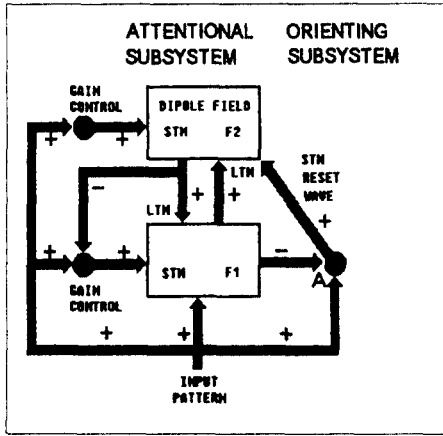 ATTENTIONAL SUBSYSTEM
ORIENTING SUBSYSTEM
GAIN CONTROL
DIPOLE FIELD
STM F2
+ +
STM RESET WAVE
− + + LTM
LTM
+
+ +
STM F1
−
A
GAIN CONTROL
+ + +
INPUT PATTERN